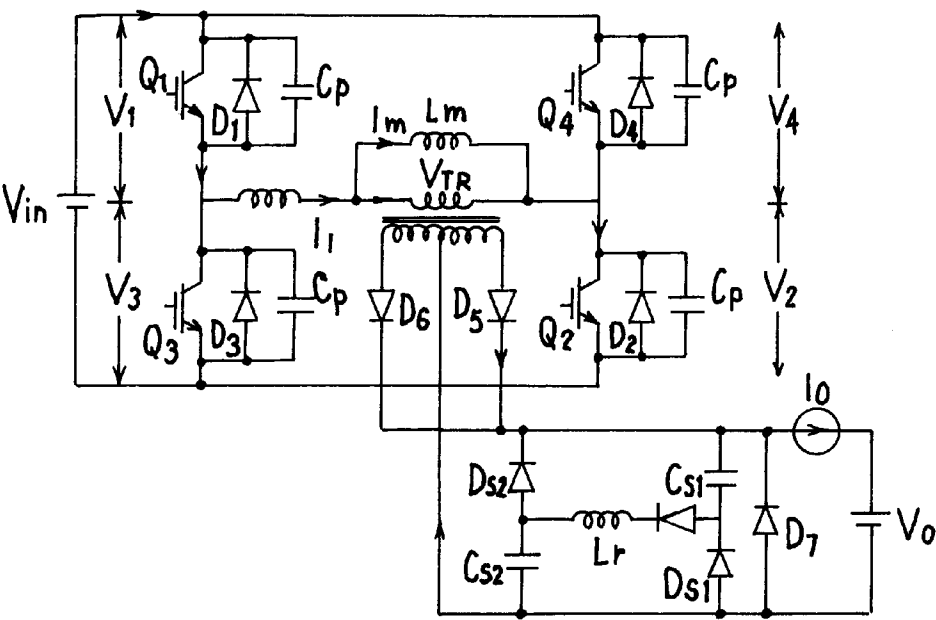 V1
Q1
D1
Cp
Im
Lm
Q4
D4
Cp
V4
Vin
VTR
I1
V3
Q3
D3
Cp
D6
D5
Q2
D2
Cp
V2
Io
DS2
CS1
Lr
D7
Vo
CS2
DS1